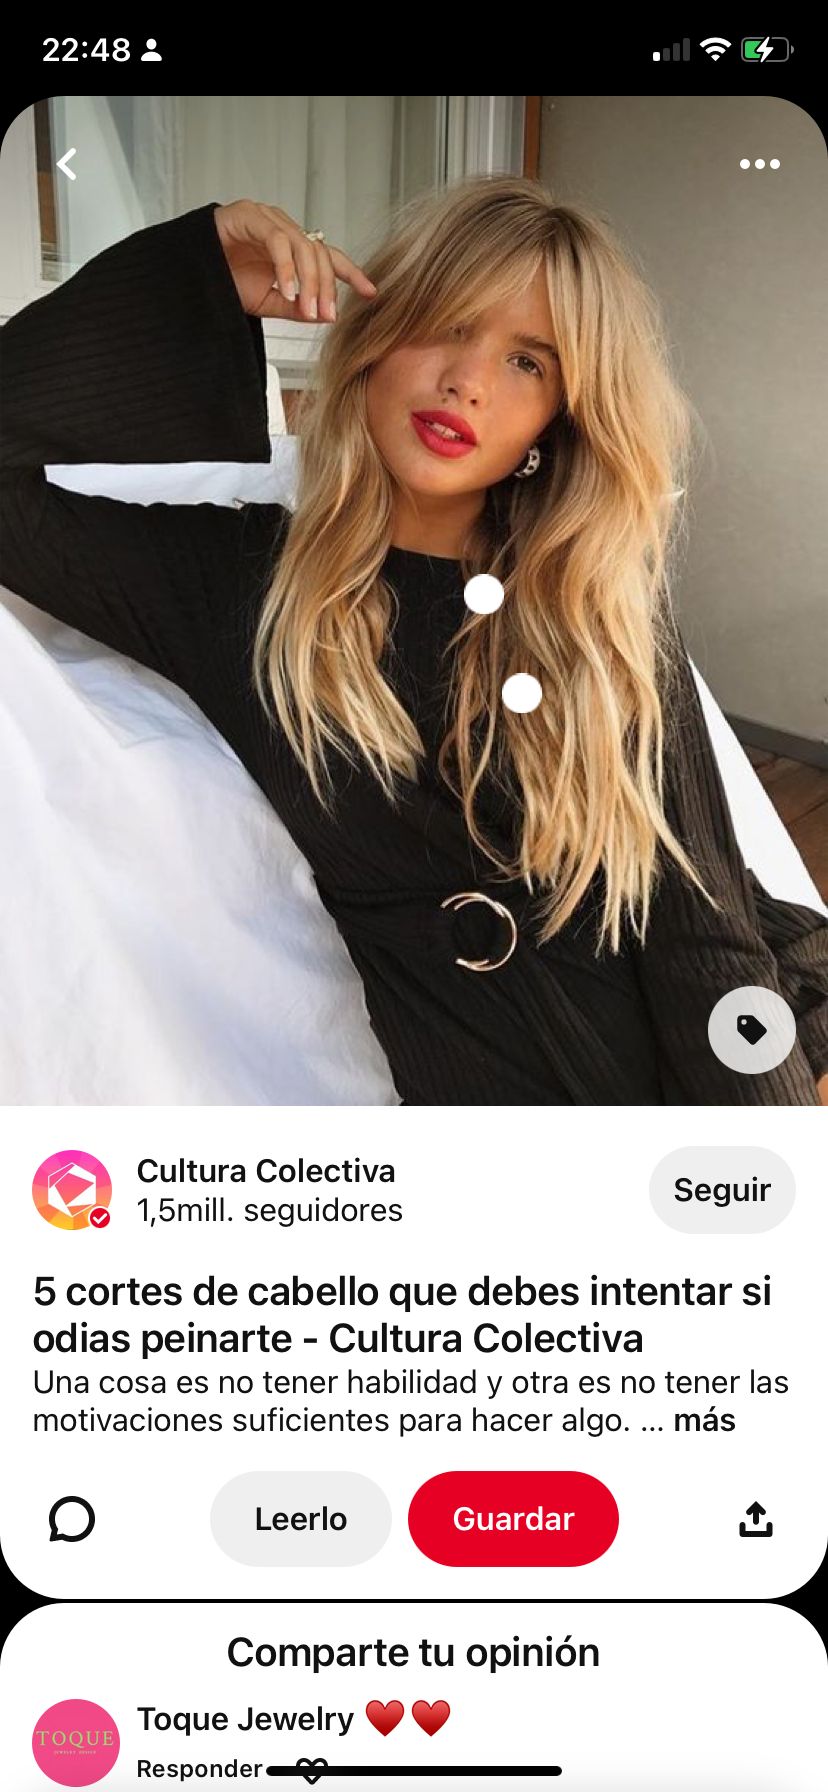 22:48
Cultura Colectiva
1,5mill. seguidores
Seguir
5 cortes de cabello que debes intentar si
odias peinarte - Cultura Colectiva
Una cosa es no tener habilidad y otra es no tener las
motivaciones suficientes para hacer algo. ... más
Leerlo
Guardar
Comparte tu opinión
TOQUE
JEWELRY DESIGN
Toque Jewelry ♥️♥️
Responder